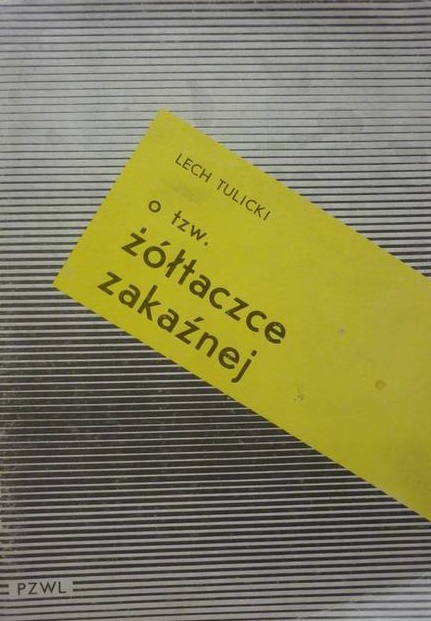 LECH TULICKI
o tzw.
żółtaczce
zakaźnej
PZWL